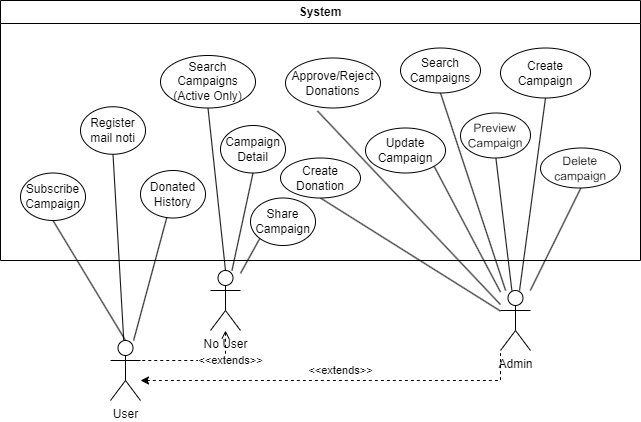 System
Search
Campaigns
(Active Only)
Approve/Reject
Donations
Search
Campaigns
Create
Campaign
Register
mail noti
Campaign
Detail
Update
Campaign
Preview
Campaign
Subscribe
Campaign
Donated
History
Create
Donation
Delete
campaign
Share
Campaign
No User
<<extends>>
Admin
<<extends>>
User